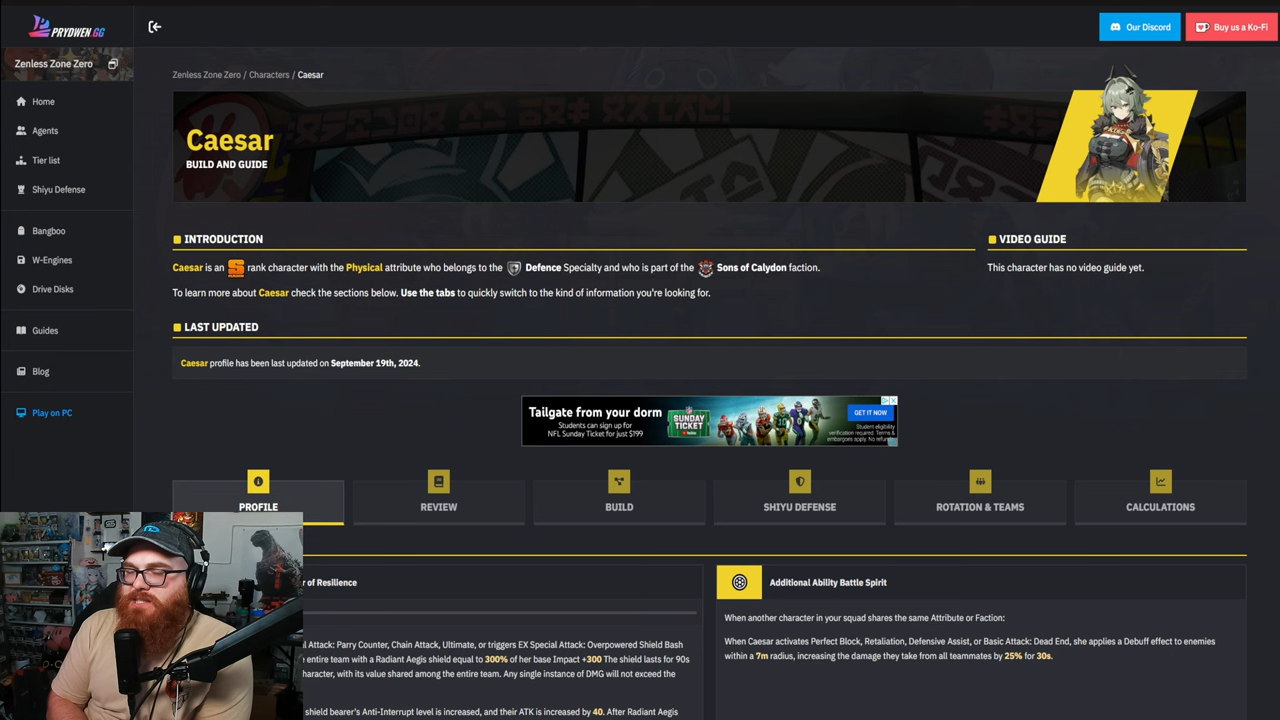 PRYDWEN.GG
Our Discord
Buy us a Ko-Fi
Zenless Zone Zero
Home
Agents
Tier list
Shiyu Defense
Bangboo
W-Engines
Drive Disks
Guides
Blog
Play on PC
Zenless Zone Zero / Characters / Caesar
Caesar
BUILD AND GUIDE
INTRODUCTION
Caesar is an S rank character with the Physical attribute who belongs to the Defence Specialty and who is part of the Sons of Calydon faction.
To learn more about Caesar check the sections below. Use the tabs to quickly switch to the kind of information you're looking for.
VIDEO GUIDE
This character has no video guide yet.
LAST UPDATED
Caesar profile has been last updated on September 19th, 2024.
Tailgate from your dorm
Students can sign up for
NFL Sunday Ticket for just $199
SUNDAY
TICKET
GET IT NOW
Student eligibility
verification required. Terms &
embargoes apply. No refunds.
PROFILE
REVIEW
BUILD
SHIYU DEFENSE
ROTATION & TEAMS
CALCULATIONS
r of Resilience
al Attack: Parry Counter, Chain Attack, Ultimate, or triggers EX Special Attack: Overpowered Shield Bash
entire team with a Radiant Aegis shield equal to 300% of her base Impact +300 The shield lasts for 90s
haracter, with its value shared among the entire team. Any single instance of DMG will not exceed the
shield bearer's Anti-Interrupt level is increased, and their ATK is increased by 40. After Radiant Aegis
Additional Ability Battle Spirit
When another character in your squad shares the same Attribute or Faction:
When Caesar activates Perfect Block, Retaliation, Defensive Assist, or Basic Attack: Dead End, she applies a Debuff effect to enemies
within a 7m radius, increasing the damage they take from all teammates by 25% for 30s.